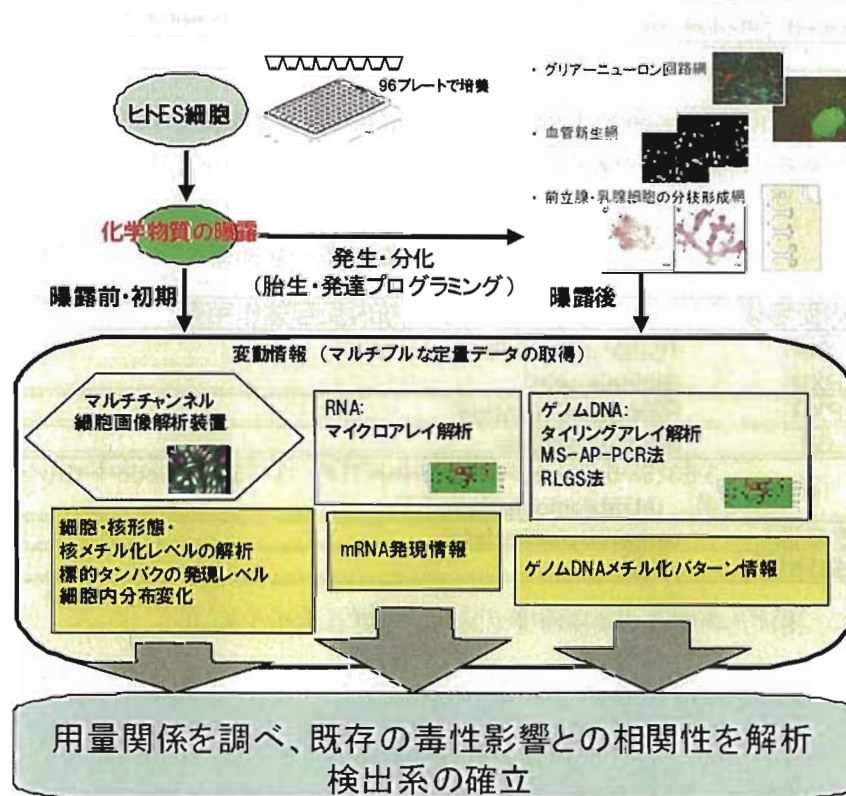 96プレートで培養
ヒトES細胞
・ グリアーニューロン回路網
・ 血管新生網
・ 前立腺・乳腺細胞の分枝形成網
化学物質の曝露
発生・分化
(胎生・発達プログラミング)
曝露前・初期
曝露後
変動情報 (マルチプルな定量データの取得)
マルチチャンネル
細胞画像解析装置
RNA:
マイクロアレイ解析
ゲノムDNA:
タイリングアレイ解析
MS-AP-PCR法
RLGS法
細胞・核形態・
核メチル化レベルの解析
標的タンパクの発現レベル
細胞内分布変化
mRNA発現情報
ゲノムDNAメチル化パターン情報
用量関係を調べ、既存の毒性影響との相関性を解析
検出系の確立